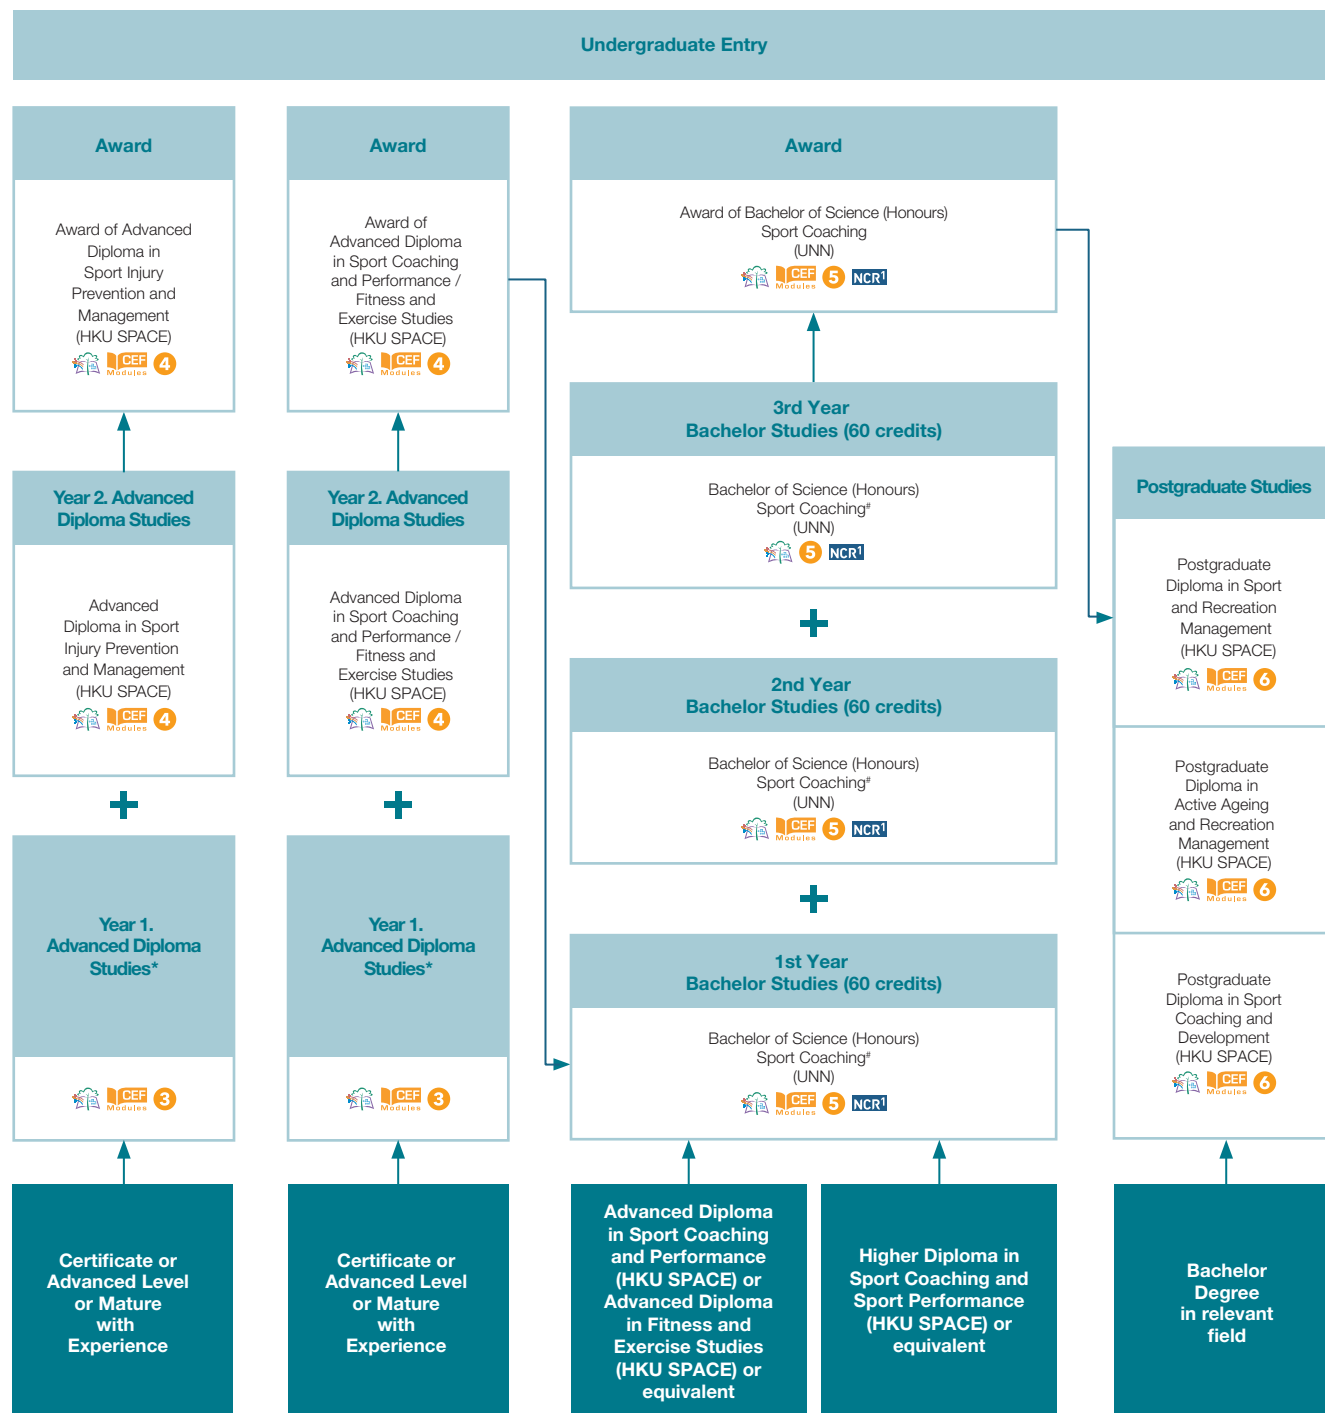 Undergraduate Entry
Award
Award of Advanced
Diploma in
Sport Injury
Prevention and
Management
(HKU SPACE)
CEF
Modules
4
Year 2. Advanced
Diploma Studies
Advanced
Diploma in Sport
Injury Prevention
and Management
(HKU SPACE)
CEF
Modules
4
Year 1.
Advanced Diploma
Studies*
CEF
Modules
3
Certificate or
Advanced Level
or Mature
with
Experience
Award
Award of
Advanced Diploma
in Sport Coaching
and Performance /
Fitness and
Exercise Studies
(HKU SPACE)
CEF
Modules
4
Year 2. Advanced
Diploma Studies
Advanced Diploma
in Sport Coaching
and Performance /
Fitness and
Exercise Studies
(HKU SPACE)
CEF
Modules
4
Year 1.
Advanced Diploma
Studies*
CEF
Modules
3
Certificate or
Advanced Level
or Mature
with
Experience
Award
Award of Bachelor of Science (Honours)
Sport Coaching
(UNN)
CEF
Modules
5
NCR¹
3rd Year
Bachelor Studies (60 credits)
Bachelor of Science (Honours)
Sport Coaching#
(UNN)
5
NCR¹
2nd Year
Bachelor Studies (60 credits)
Bachelor of Science (Honours)
Sport Coaching#
(UNN)
CEF
Modules
5
NCR¹
1st Year
Bachelor Studies (60 credits)
Bachelor of Science (Honours)
Sport Coaching#
(UNN)
CEF
Modules
5
NCR¹
Advanced Diploma
in Sport Coaching
and Performance
(HKU SPACE) or
Advanced Diploma
in Fitness and
Exercise Studies
(HKU SPACE) or
equivalent
Higher Diploma in
Sport Coaching and
Sport Performance
(HKU SPACE) or
equivalent
Postgraduate Studies
Postgraduate
Diploma in Sport
and Recreation
Management
(HKU SPACE)
CEF
Modules
6
Postgraduate
Diploma in
Active Ageing
and Recreation
Management
(HKU SPACE)
CEF
Modules
6
Postgraduate
Diploma in Sport
Coaching and
Development
(HKU SPACE)
CEF
Modules
6
Bachelor
Degree
in relevant
field